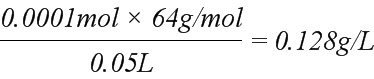 0.0001mol × 64g/mol
0.05L
= 0.128g/L